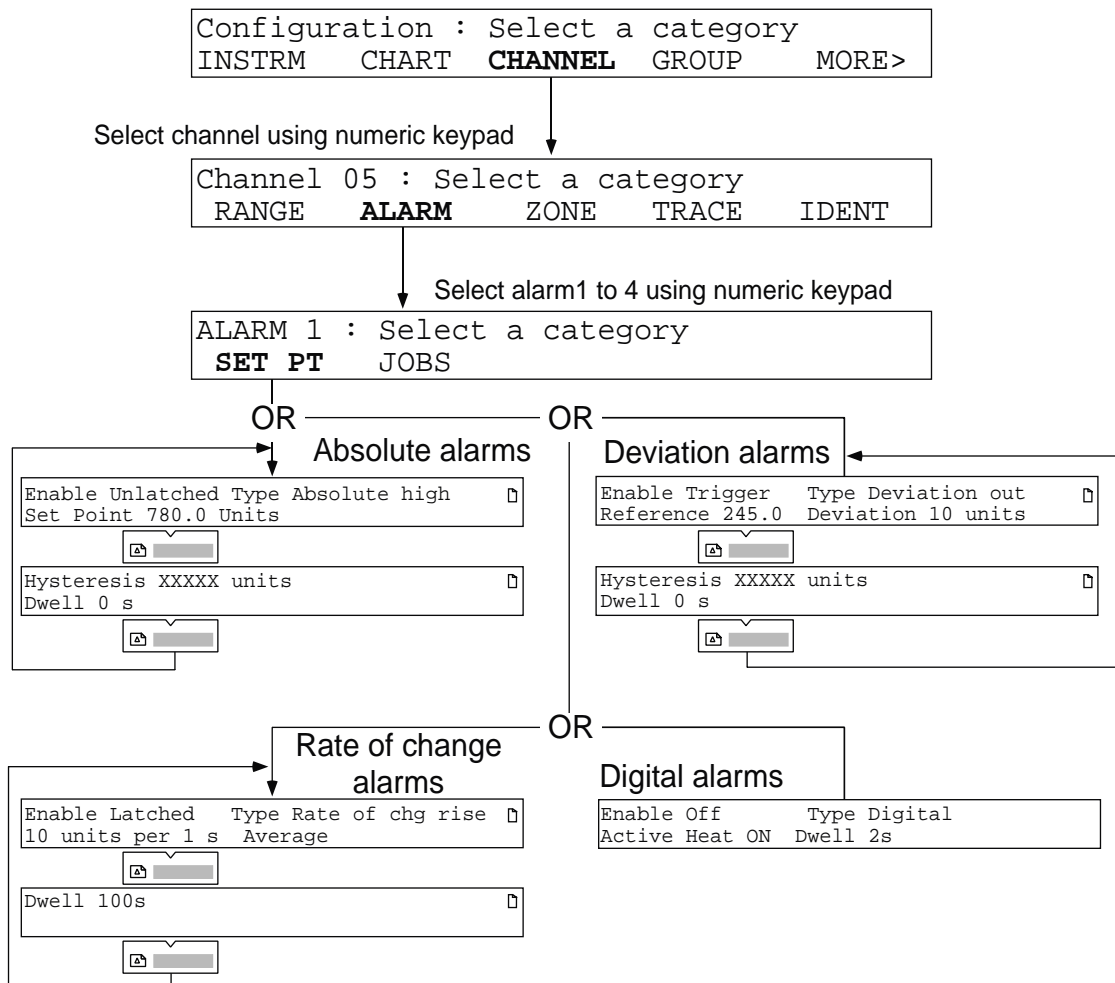 Configuration : Select a category
INSTRM CHART CHANNEL GROUP MORE>
Select channel using numeric keypad
Channel 05 : Select a category
RANGE ALARM ZONE TRACE IDENT
Select alarm1 to 4 using numeric keypad
ALARM 1 : Select a category
SET PT JOBS
OR OR
Absolute alarms
Enable Unlatched Type Absolute high
Set Point 780.0 Units
Hysteresis XXXXX units
Dwell 0 s
Deviation alarms
Enable Trigger Type Deviation out
Reference 245.0 Deviation 10 units
Hysteresis XXXXX units
Dwell 0 s
OR
Rate of change
alarms
Enable Latched Type Rate of chg rise
10 units per 1 s Average
Dwell 100s
Digital alarms
Enable Off Type Digital
Active Heat ON Dwell 2s